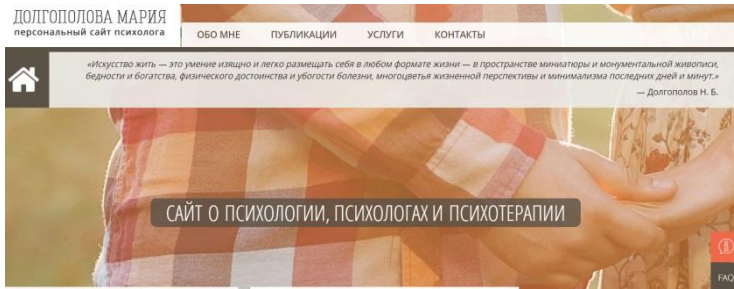 ДОЛГОПОЛОВА МАРИЯ
персональный сайт психолога
ОБО МНЕ ПУБЛИКАЦИИ УСЛУГИ КОНТАКТЫ
«Искусство жить — это умение изящно и легко размещать себя в любом формате жизни — в пространстве миниатюры и монументальной живописи,
бедности и богатства, физического достоинства и убогости болезни, многоцветья жизненной перспективы и минимализма последних дней и минут.»
— Долгополов Н. Б.
САЙТ О ПСИХОЛОГИИ, ПСИХОЛОГАХ И ПСИХОТЕРАПИИ
FAQ